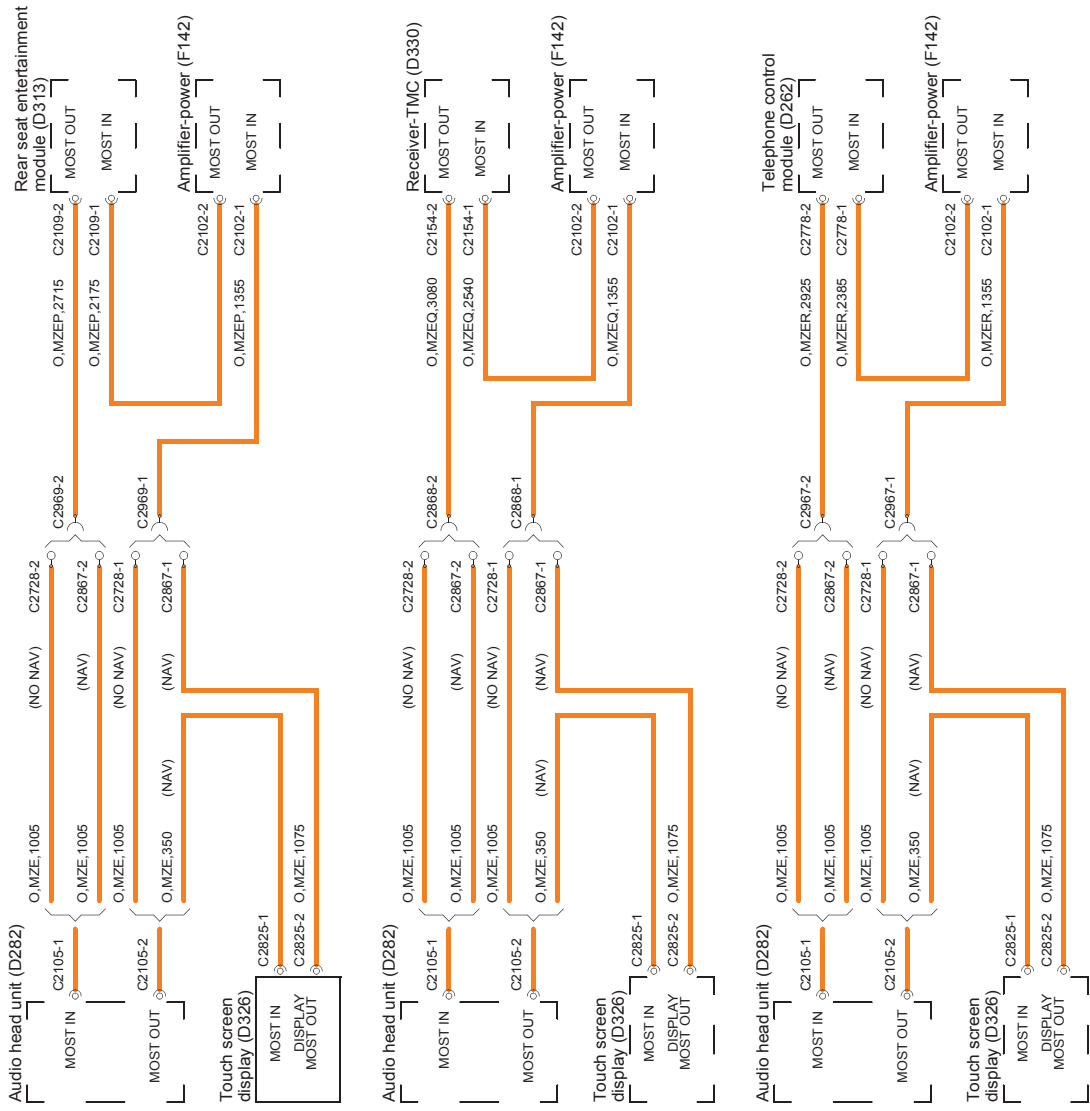 Rear seat entertainment
module (D313)
MOST OUT
MOST IN
C2109-2
C2109-1
O,MZEP,2715
O,MZEP,2175
Amplifier-power (F142)
MOST OUT
MOST IN
C2102-2
C2102-1
O,MZEP,1355
C2969-2
C2969-1
C2728-2
C2867-2
C2728-1
C2867-1
(NO NAV)
(NAV)
(NO NAV)
(NAV)
(NAV)
O,MZE,1005
O,MZE,1005
O,MZE,1005
O,MZE,350
O,MZE,1075
C2105-1
C2105-2
C2825-1
C2825-2
Audio head unit (D282)
MOST IN
MOST OUT
Touch screen
display (D326)
MOST IN
DISPLAY
MOST OUT
Receiver-TMC (D330)
MOST OUT
MOST IN
C2154-2
C2154-1
O,MZEQ,3080
O,MZEQ,2540
Amplifier-power (F142)
MOST OUT
MOST IN
C2102-2
C2102-1
O,MZEQ,1355
C2868-2
C2868-1
C2728-2
C2867-2
C2728-1
C2867-1
(NO NAV)
(NAV)
(NO NAV)
(NAV)
(NAV)
O,MZE,1005
O,MZE,1005
O,MZE,1005
O,MZE,350
O,MZE,1075
C2105-1
C2105-2
C2825-1
C2825-2
Audio head unit (D282)
MOST IN
MOST OUT
Touch screen
display (D326)
MOST IN
DISPLAY
MOST OUT
Telephone control
module (D262)
MOST OUT
MOST IN
C2778-2
C2778-1
O,MZER,2925
O,MZER,2385
Amplifier-power (F142)
MOST OUT
MOST IN
C2102-2
C2102-1
O,MZER,1355
C2967-2
C2967-1
C2728-2
C2867-2
C2728-1
C2867-1
(NO NAV)
(NAV)
(NO NAV)
(NAV)
(NAV)
O,MZE,1005
O,MZE,1005
O,MZE,1005
O,MZE,350
O,MZE,1075
C2105-1
C2105-2
C2825-1
C2825-2
Audio head unit (D282)
MOST IN
MOST OUT
Touch screen
display (D326)
MOST IN
DISPLAY
MOST OUT